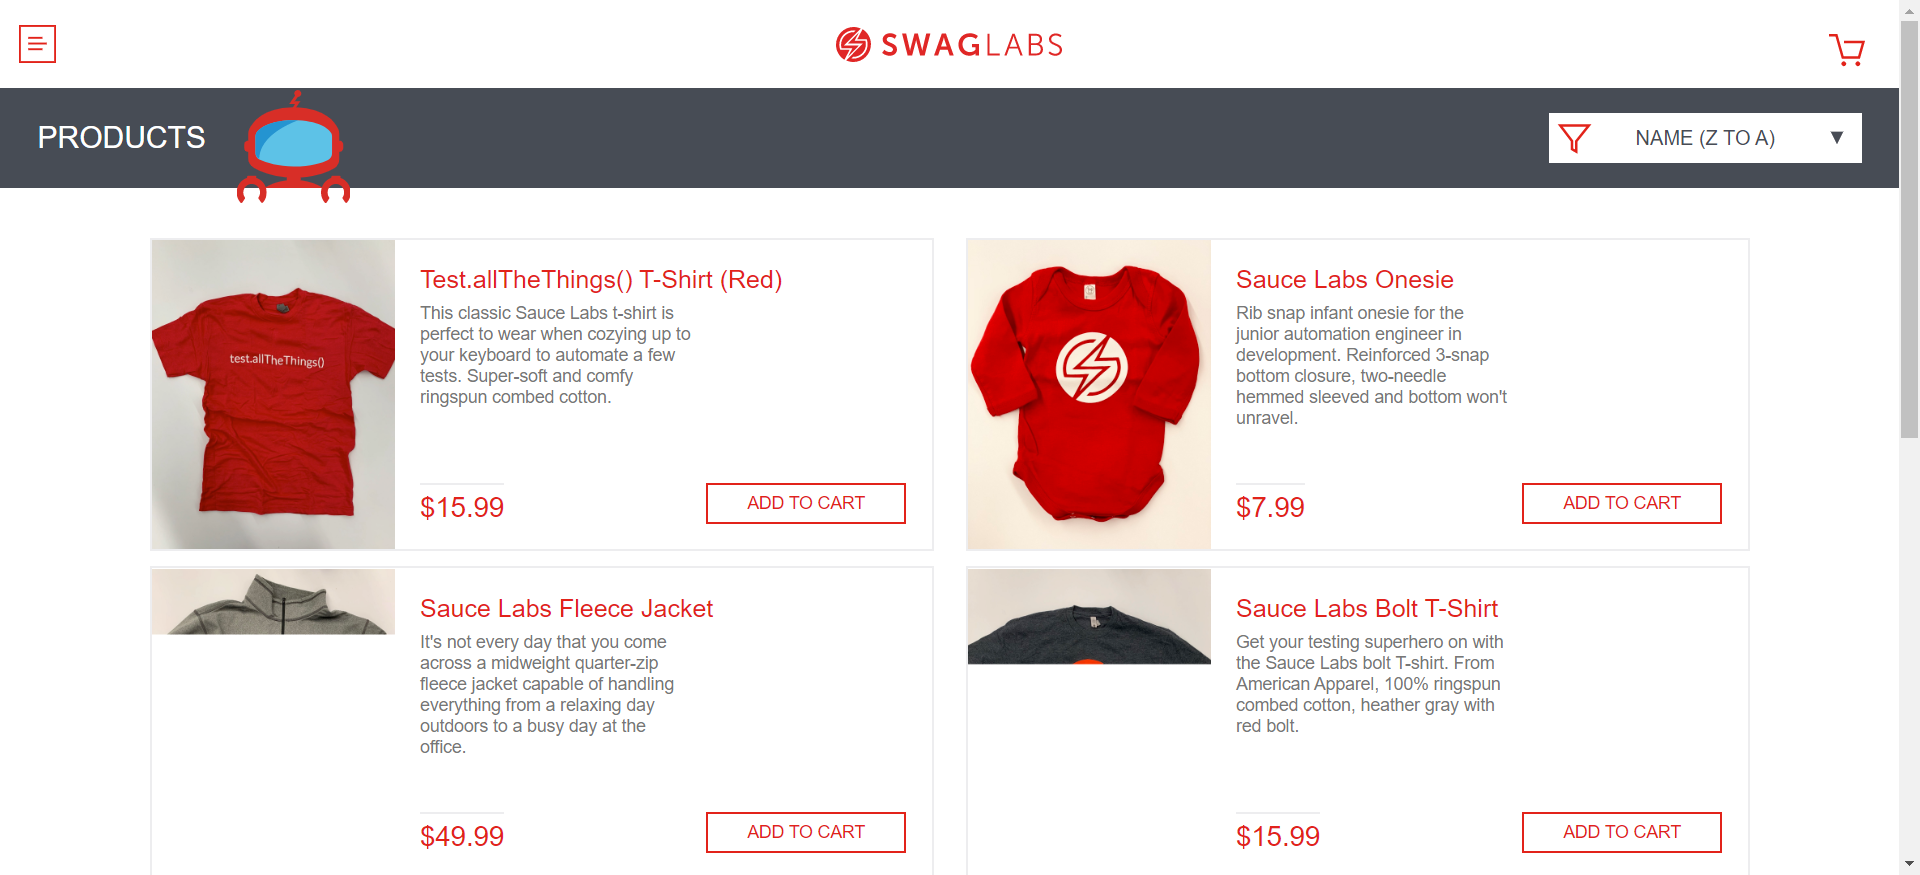 SWAGLABS
PRODUCTS
NAME (Z TO A)
test.allTheThings()
Test.allTheThings() T-Shirt (Red)
This classic Sauce Labs t-shirt is
perfect to wear when cozying up to
your keyboard to automate a few
tests. Super-soft and comfy
ringspun combed cotton.
$15.99
ADD TO CART
Sauce Labs Onesie
Rib snap infant onesie for the
junior automation engineer in
development. Reinforced 3-snap
bottom closure, two-needle
hemmed sleeved and bottom won't
unravel.
$7.99
ADD TO CART
Sauce Labs Fleece Jacket
It's not every day that you come
across a midweight quarter-zip
fleece jacket capable of handling
everything from a relaxing day
outdoors to a busy day at the
office.
$49.99
ADD TO CART
Sauce Labs Bolt T-Shirt
Get your testing superhero on with
the Sauce Labs bolt T-shirt. From
American Apparel, 100% ringspun
combed cotton, heather gray with
red bolt.
$15.99
ADD TO CART